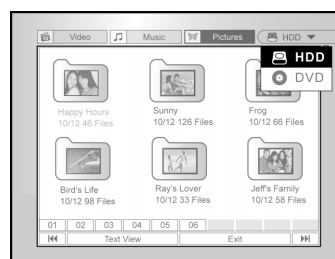 Video Music Pictures HDD
HDD
DVD
Happy Hours Sunny Frog
10/12 46 Files 10/12 126 Files 10/12 66 Files
Bird's Life Ray's Lover Jeff's Family
10/12 98 Files 10/12 33 Files 10/12 58 Files
01 02 03 04 05 06
Text View Exit